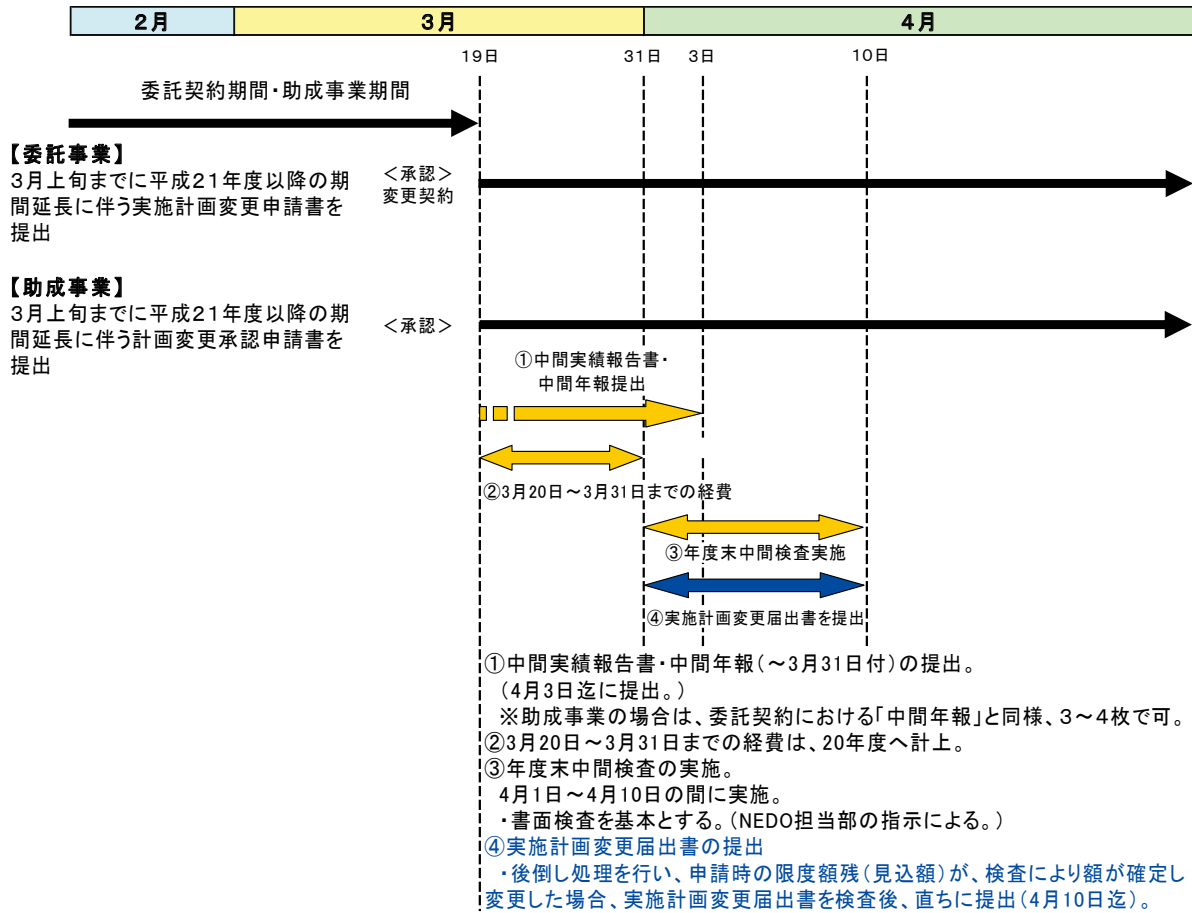 2月 3月 4月
19日 31日 3日 10日
委託契約期間・助成事業期間
【委託事業】
3月上旬までに平成21年度以降の期
間延長に伴う実施計画変更申請書を
提出
<承認>
変更契約
【助成事業】
3月上旬までに平成21年度以降の期
間延長に伴う計画変更承認申請書を
提出
<承認>
①中間実績報告書・
中間年報提出
②3月20日～3月31日までの経費
③年度末中間検査実施
④実施計画変更届出書を提出
①中間実績報告書・中間年報(～3月31日付)の提出。
(4月3日迄に提出。)
※助成事業の場合は、委託契約における「中間年報」と同様、3～4枚で可。
②3月20日～3月31日までの経費は、20年度へ計上。
③年度末中間検査の実施。
4月1日～4月10日の間に実施。
・書面検査を基本とする。(NEDO担当部の指示による。)
④実施計画変更届出書の提出
・後倒し処理を行い、申請時の限度額残(見込額)が、検査により額が確定し
変更した場合、実施計画変更届出書を検査後、直ちに提出(4月10日迄)。